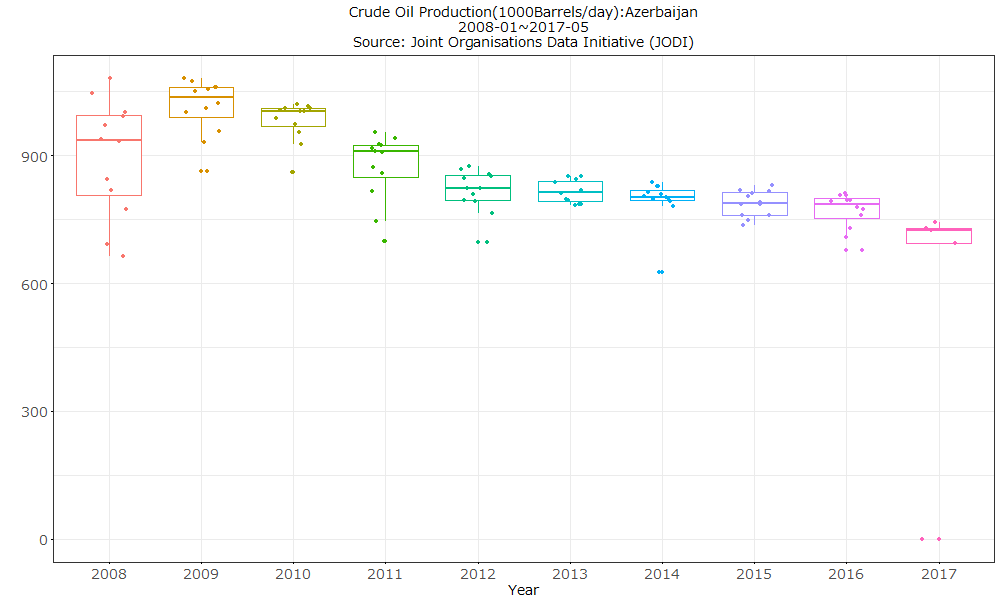 Crude Oil Production(1000Barrels/day):Azerbaijan
2008-01~2017-05
Source: Joint Organisations Data Initiative (JODI)
900
600
300
0
2008 2009 2010 2011 2012 2013 2014 2015 2016 2017
Year